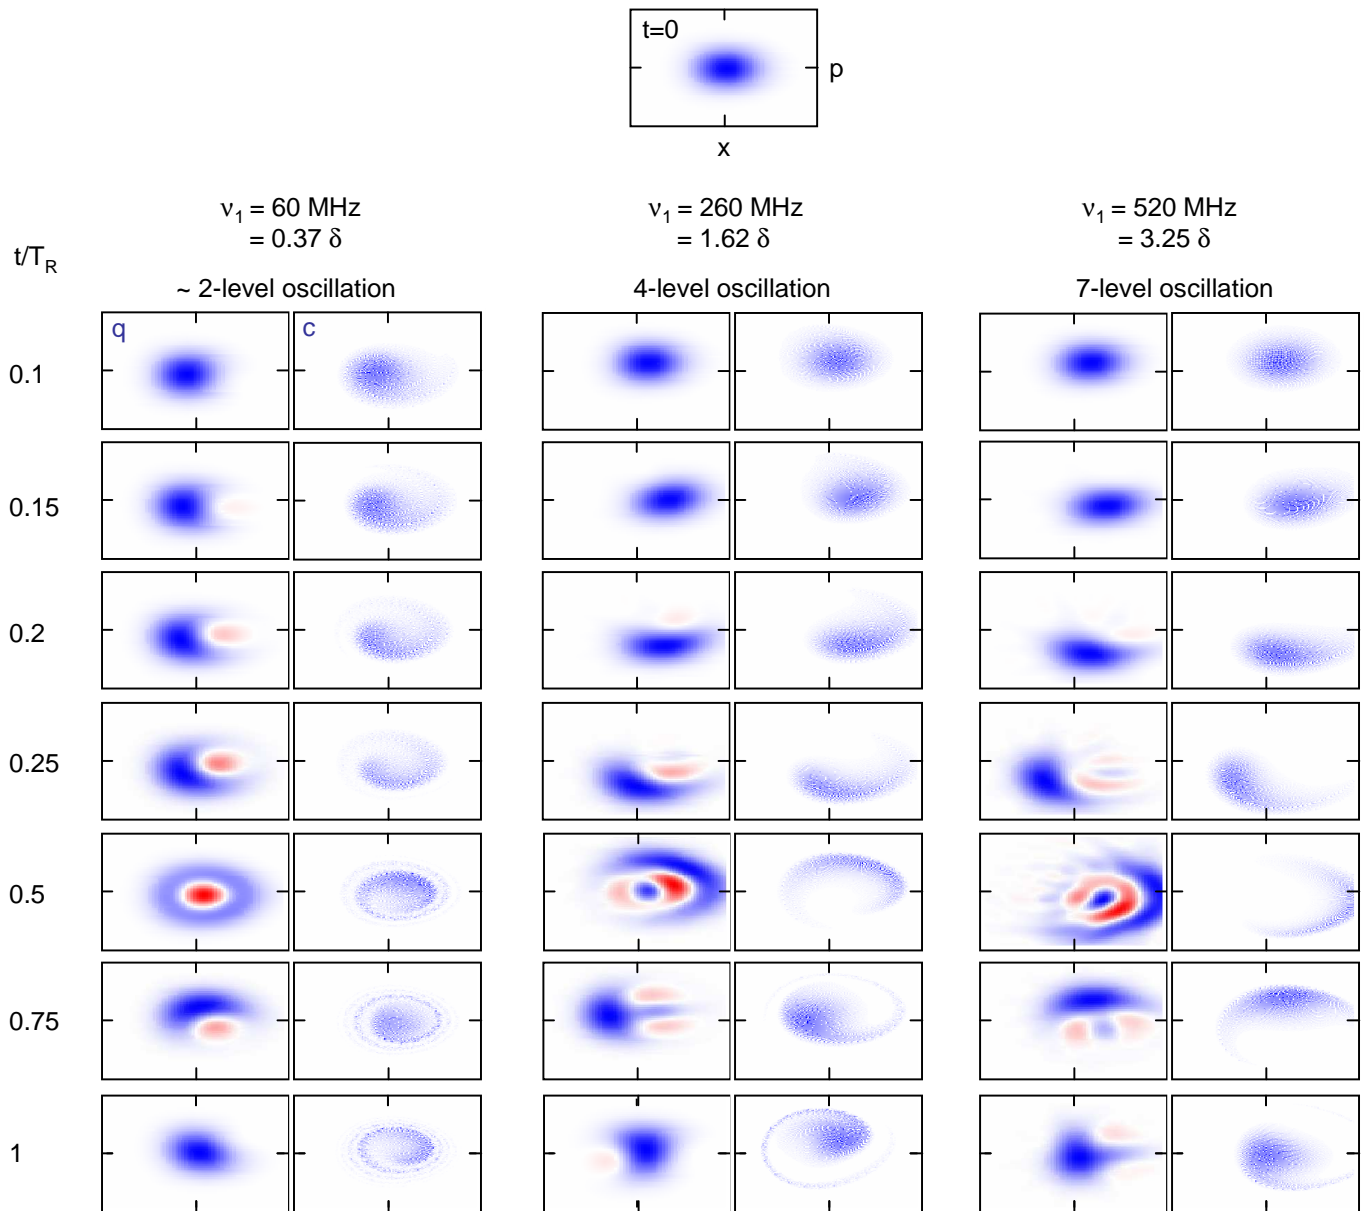 t=0
p
x
ν₁ = 60 MHz
= 0.37 δ
ν₁ = 260 MHz
= 1.62 δ
ν₁ = 520 MHz
= 3.25 δ
t/T_R
~ 2-level oscillation
4-level oscillation
7-level oscillation
q
c
0.1
0.15
0.2
0.25
0.5
0.75
1